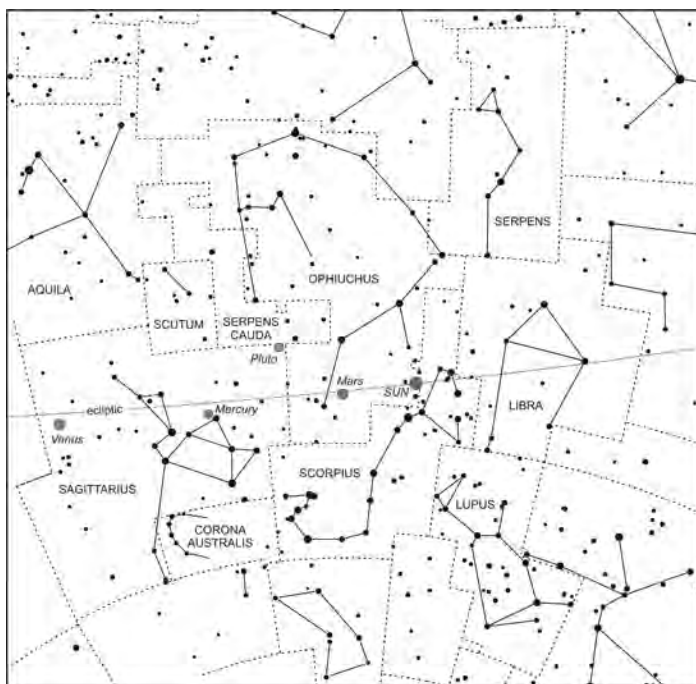 SERPENS
OPHIUCHUS
AQUILA
SCUTUM
SERPENS
CAUDA
Pluto
Mars
SUN
LIBRA
ecliptic
Mercury
Venus
SAGITTARIUS
SCORPIUS
LUPUS
CORONA
AUSTRALIS